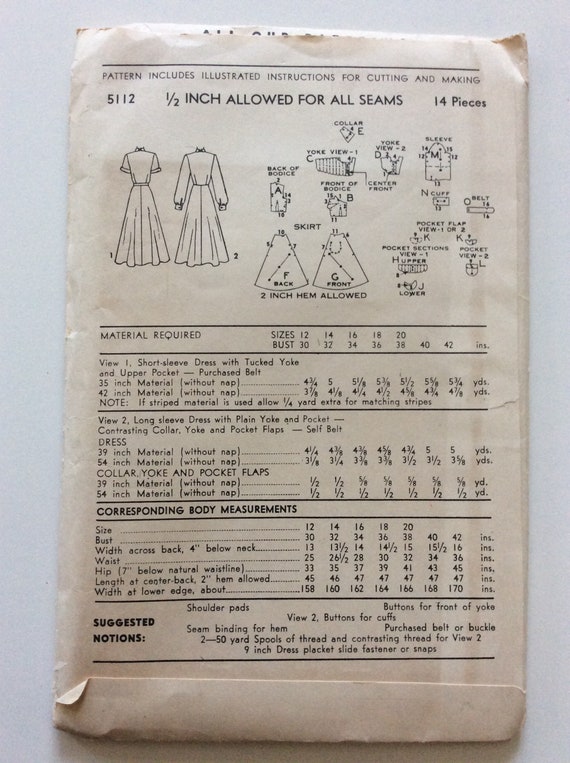 PATTERN INCLUDES ILLUSTRATED INSTRUCTIONS FOR CUTTING AND MAKING
5112 ½ INCH ALLOWED FOR ALL SEAMS 14 Pieces
COLLAR
E
YOKE VIEW-1
C
YOKE VIEW-2
D
SLEEVE
M
BACK OF BODICE
A
FRONT OF BODICE
B
CENTER FRONT
N CUFF
BELT
O
SKIRT
POCKET FLAP VIEW-1 OR 2
K K
POCKET SECTIONS VIEW-1
H UPPER
J
LOWER
POCKET VIEW-2
L
F
BACK
G
FRONT
2 INCH HEM ALLOWED
1 2
MATERIAL REQUIRED SIZES 12 14 16 18 20
BUST 30 32 34 36 38 40 42 ins.
View 1, Short-sleeve Dress with Tucked Yoke
and Upper Pocket — Purchased Belt
35 inch Material (without nap) 4¾ 5 5⅛ 5⅜ 5½ 5⅝ 5¾ yds.
42 inch Material (without nap) 3⅞ 4⅛ 4¼ 4½ 4⅝ 4¾ 4⅞ yds.
NOTE: If striped material is used allow ¼ yard extra for matching stripes
View 2, Long sleeve Dress with Plain Yoke and Pocket —
Contrasting Collar, Yoke and Pocket Flaps — Self Belt
DRESS
39 inch Material (without nap) 4¼ 4⅜ 4⅜ 4⅝ 4¾ 5 5 yds.
54 inch Material (without nap) 3⅛ 3¼ 3⅜ 3⅜ 3½ 3½ 3⅝ yds.
COLLAR, YOKE AND POCKET FLAPS
39 inch Material (without nap) ½ ½ ⅝ ⅝ ⅝ ⅝ ⅝ yd.
54 inch Material (without nap) ½ ½ ½ ½ ½ ½ ½ yd.
CORRESPONDING BODY MEASUREMENTS
Size 12 14 16 18 20
Bust 30 32 34 36 38 40 42 ins.
Width across back, 4" below neck 13 13½ 14 14½ 15 15½ 16 ins.
Waist 25 26½ 28 30 32 34 36 ins.
Hip (7" below natural waistline) 33 35 37 39 41 43 45 ins.
Length at center-back, 2" hem allowed 45 46 47 47 47 47 47 ins.
Width at lower edge, about 158 160 162 164 166 168 170 ins.
SUGGESTED NOTIONS:
Shoulder pads Buttons for front of yoke
View 2, Buttons for cuffs
Seam binding for hem Purchased belt or buckle
2—50 yard Spools of thread and contrasting thread for View 2
9 inch Dress placket slide fastener or snaps